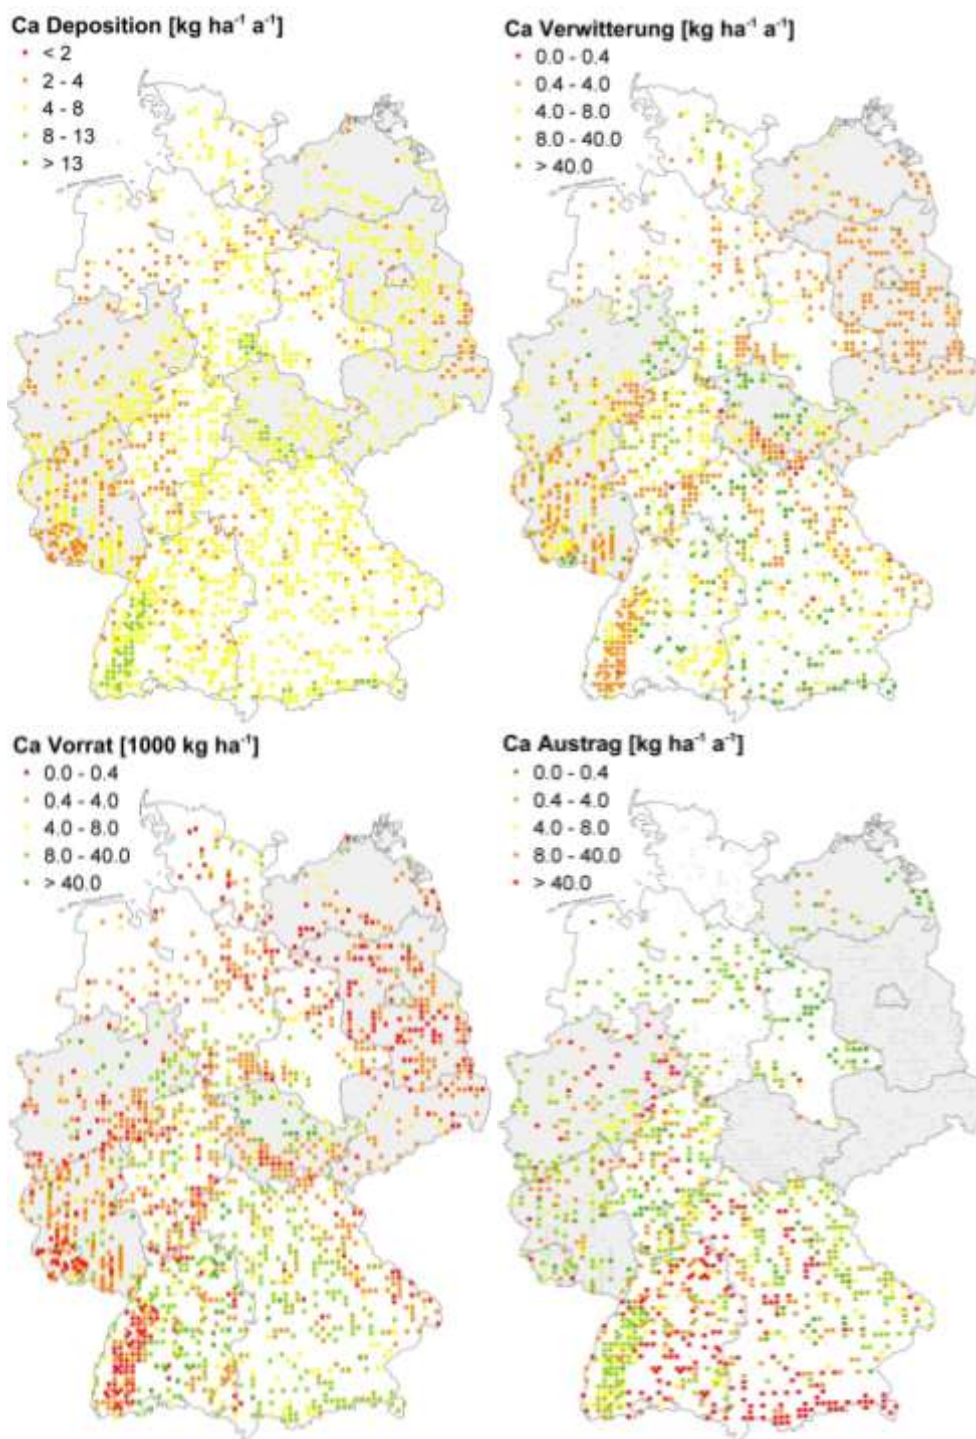 Ca Deposition [kg ha⁻¹ a⁻¹]
< 2
2 - 4
4 - 8
8 - 13
> 13
Ca Verwitterung [kg ha⁻¹ a⁻¹]
0.0 - 0.4
0.4 - 4.0
4.0 - 8.0
8.0 - 40.0
> 40.0
Ca Vorrat [1000 kg ha⁻¹]
0.0 - 0.4
0.4 - 4.0
4.0 - 8.0
8.0 - 40.0
> 40.0
Ca Austrag [kg ha⁻¹ a⁻¹]
0.0 - 0.4
0.4 - 4.0
4.0 - 8.0
8.0 - 40.0
> 40.0